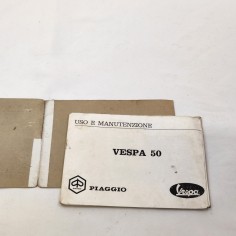 USO E MANUTENZIONE
VESPA 50
PIAGGIO
Vespa